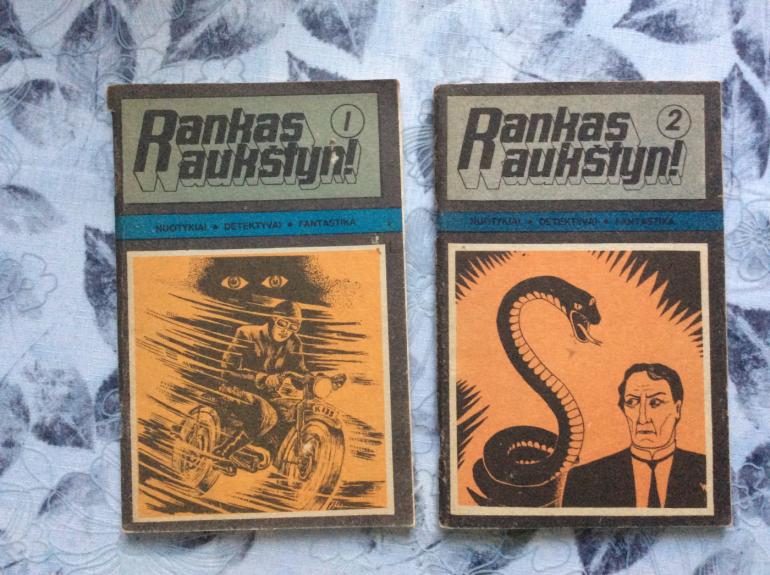 Rankas 1
aukštyn!
NUOTYKIAI • DETEKTYVAI • FANTASTIKA
Rankas 2
aukštyn!
NUOTYKIAI • DETEKTYVAI • FANTASTIKA